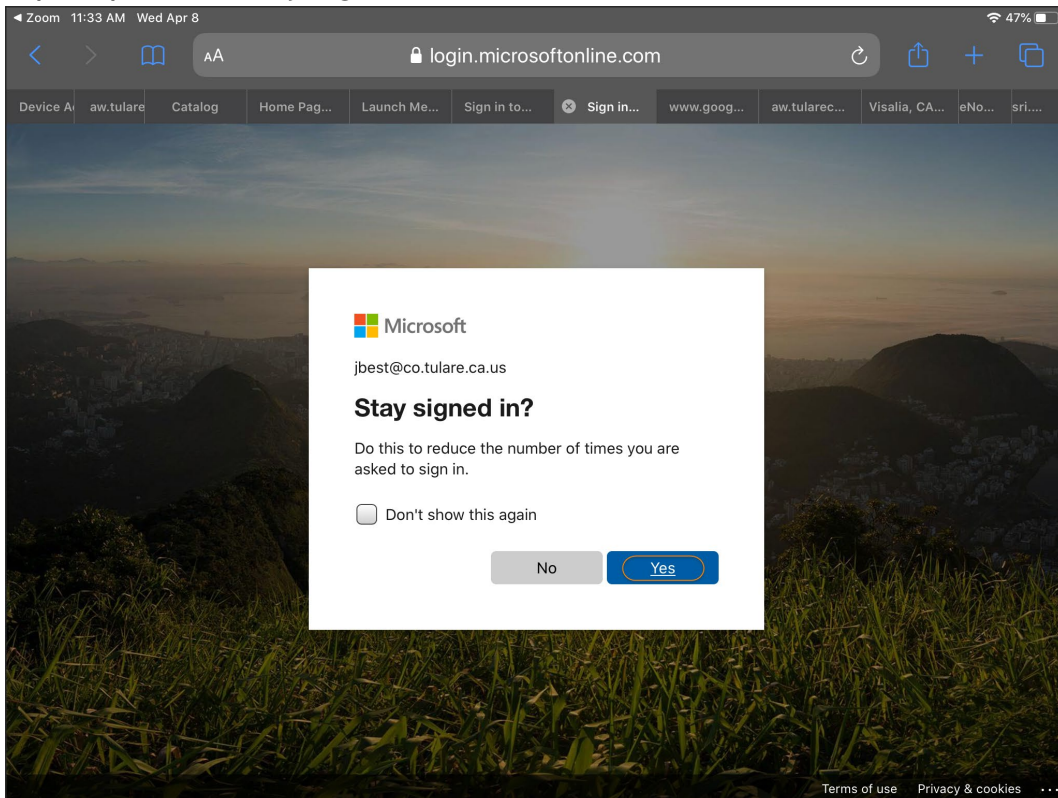 ◀ Zoom 11:33 AM Wed Apr 8 47%
AA login.microsoftonline.com
Device A aw.tulare Catalog Home Pag... Launch Me... Sign in to... Sign in... www.goog... aw.tularec... Visalia, CA... eNo... sri....
Microsoft
jbest@co.tulare.ca.us
Stay signed in?
Do this to reduce the number of times you are
asked to sign in.
Don't show this again
No Yes
Terms of use Privacy & cookies ...